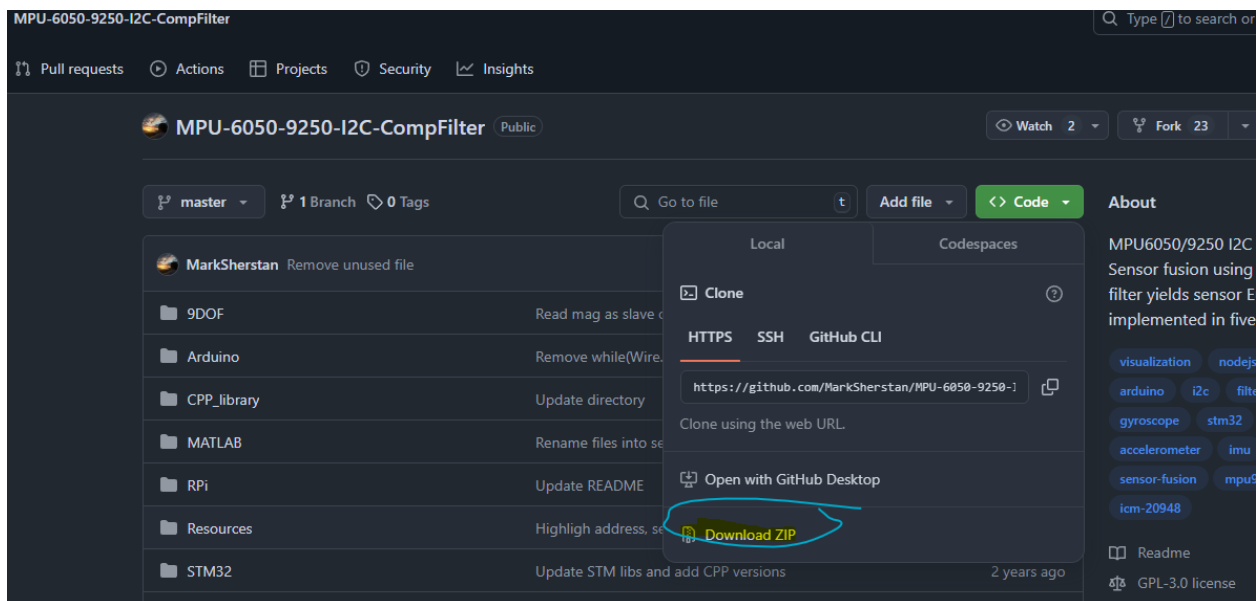 MPU-6050-9250-I2C-CompFilter
Type / to search or
Pull requests Actions Projects Security Insights
MPU-6050-9250-I2C-CompFilter Public
Watch 2 Fork 23
master 1 Branch 0 Tags
Go to file t Add file Code
About
MPU6050/9250 I2C
Sensor fusion using
filter yields sensor E
implemented in five
visualization nodejs
arduino i2c filte
gyroscope stm32
accelerometer imu
sensor-fusion mpu9
icm-20948
Readme
GPL-3.0 license
Local Codespaces
Clone
HTTPS SSH GitHub CLI
https://github.com/MarkSherstan/MPU-6050-9250-I
Clone using the web URL.
Open with GitHub Desktop
Download ZIP
MarkSherstan Remove unused file
9DOF Read mag as slave
Arduino Remove while(Wire.
CPP_library Update directory
MATLAB Rename files into se
RPi Update README
Resources Highligh address, se
STM32 Update STM libs and add CPP versions 2 years ago